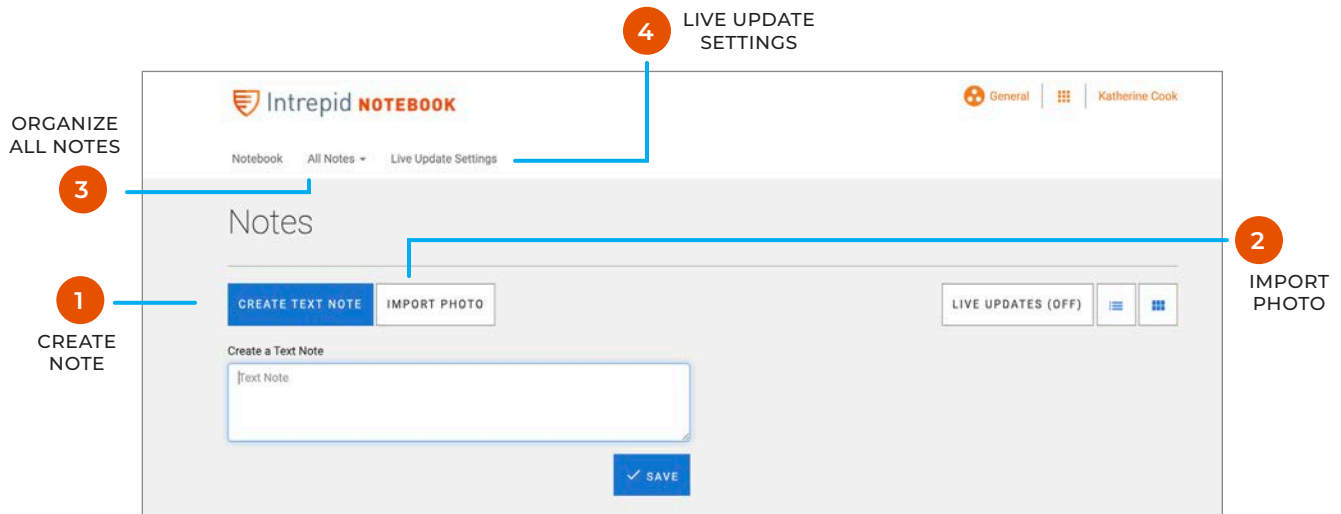 4
LIVE UPDATE
SETTINGS
Intrepid NOTEBOOK
General
Katherine Cook
ORGANIZE
ALL NOTES
3
Notebook
All Notes
Live Update Settings
Notes
2
IMPORT
PHOTO
1
CREATE
NOTE
CREATE TEXT NOTE
IMPORT PHOTO
LIVE UPDATES (OFF)
Create a Text Note
Text Note
SAVE